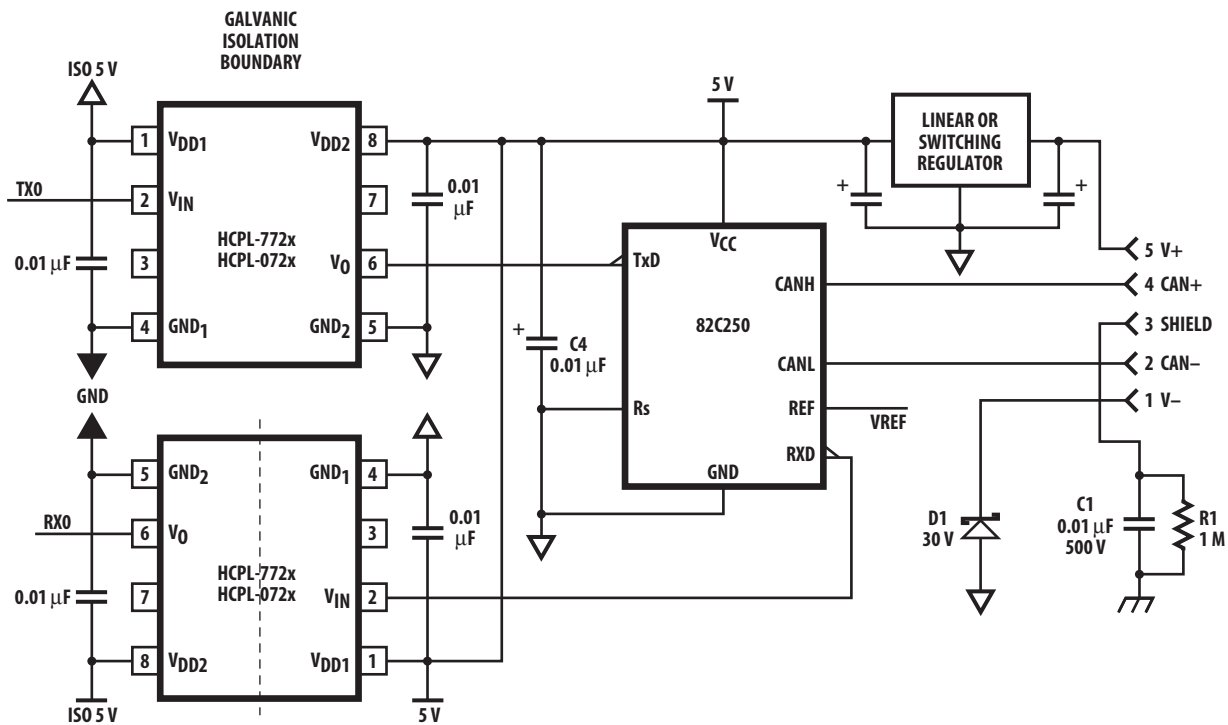 GALVANIC
ISOLATION
BOUNDARY
ISO 5 V
1
VDD1
VDD2
8
TX0
2
VIN
7
0.01
μF
HCPL-772x
HCPL-072x
0.01 μF
3
VO
6
4
GND1
GND2
5
GND
5 V
LINEAR OR
SWITCHING
REGULATOR
+
+
VCC
TxD
CANH
82C250
CANL
Rs
REF
VREF
RXD
GND
+
C4
0.01 μF
5 V+
4 CAN+
3 SHIELD
2 CAN–
1 V–
D1
30 V
C1
0.01 μF
500 V
R1
1 M
5
GND2
GND1
4
RX0
6
VO
3
0.01
μF
HCPL-772x
HCPL-072x
0.01 μF
7
VIN
2
8
VDD2
VDD1
1
ISO 5 V
5 V